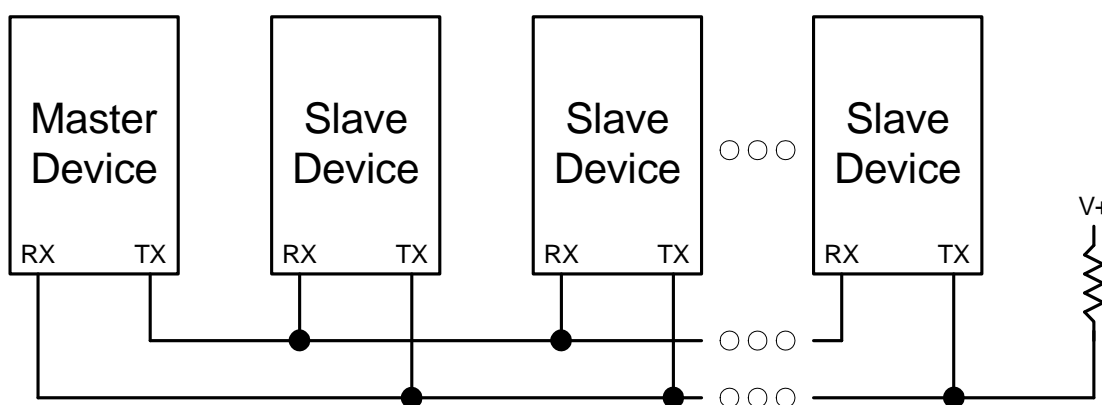 Master
Device
Slave
Device
Slave
Device
Slave
Device
V+
RX TX
RX TX
RX TX
RX TX